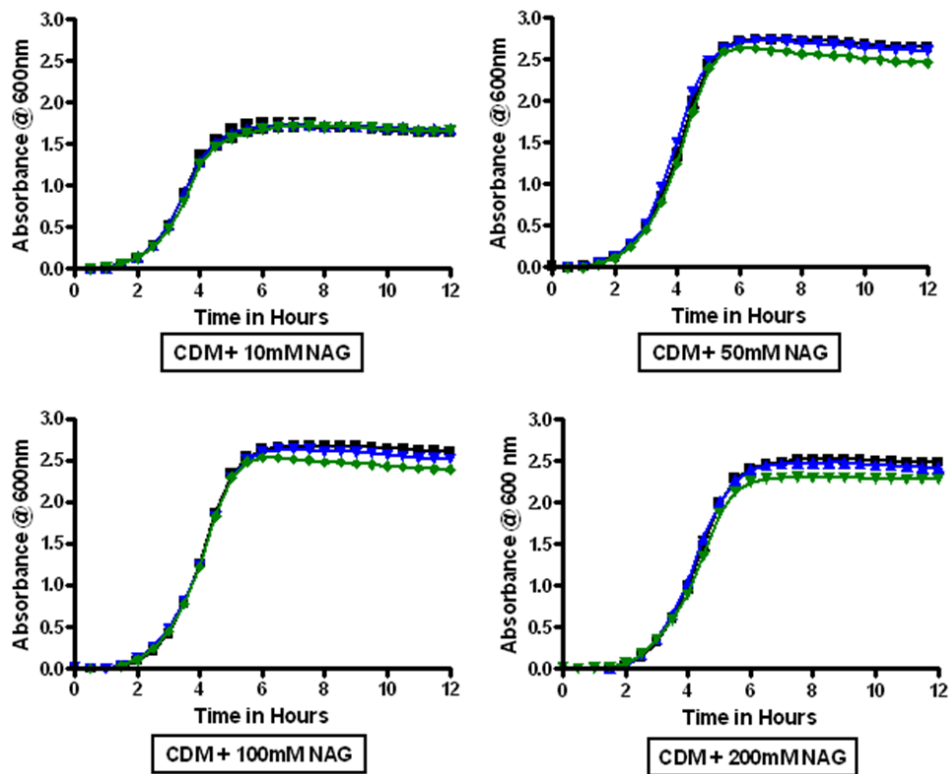 Absorbance @ 600nm
3.0
2.5
2.0
1.5
1.0
0.5
0.0
0 2 4 6 8 10 12
Time in Hours
CDM + 10mM NAG
Absorbance @ 600nm
3.0
2.5
2.0
1.5
1.0
0.5
0.0
0 2 4 6 8 10 12
Time in Hours
CDM + 50mM NAG
Absorbance @ 600nm
3.0
2.5
2.0
1.5
1.0
0.5
0.0
0 2 4 6 8 10 12
Time in Hours
CDM + 100mM NAG
Absorbance @ 600 nm
3.0
2.5
2.0
1.5
1.0
0.5
0.0
0 2 4 6 8 10 12
Time in Hours
CDM + 200mM NAG